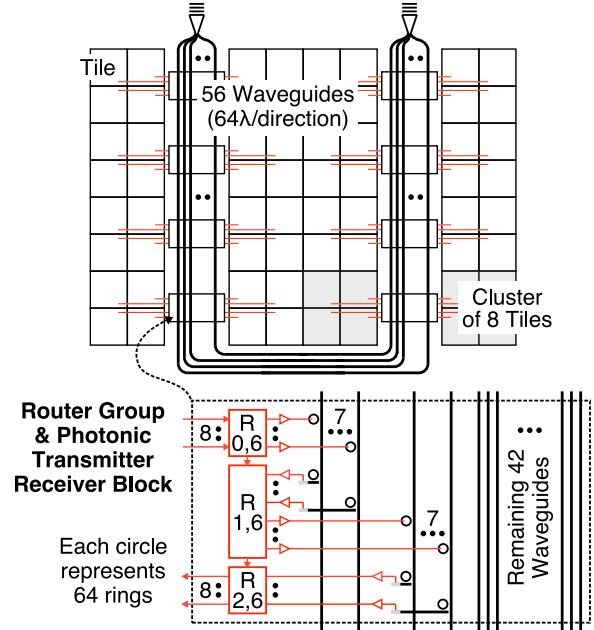 Tile
56 Waveguides
(64λ/direction)
Cluster
of 8 Tiles
Router Group
& Photonic
Transmitter
Receiver Block
8
R
0,6
7
R
1,6
7
Remaining 42
Waveguides
Each circle
represents
64 rings
8
R
2,6